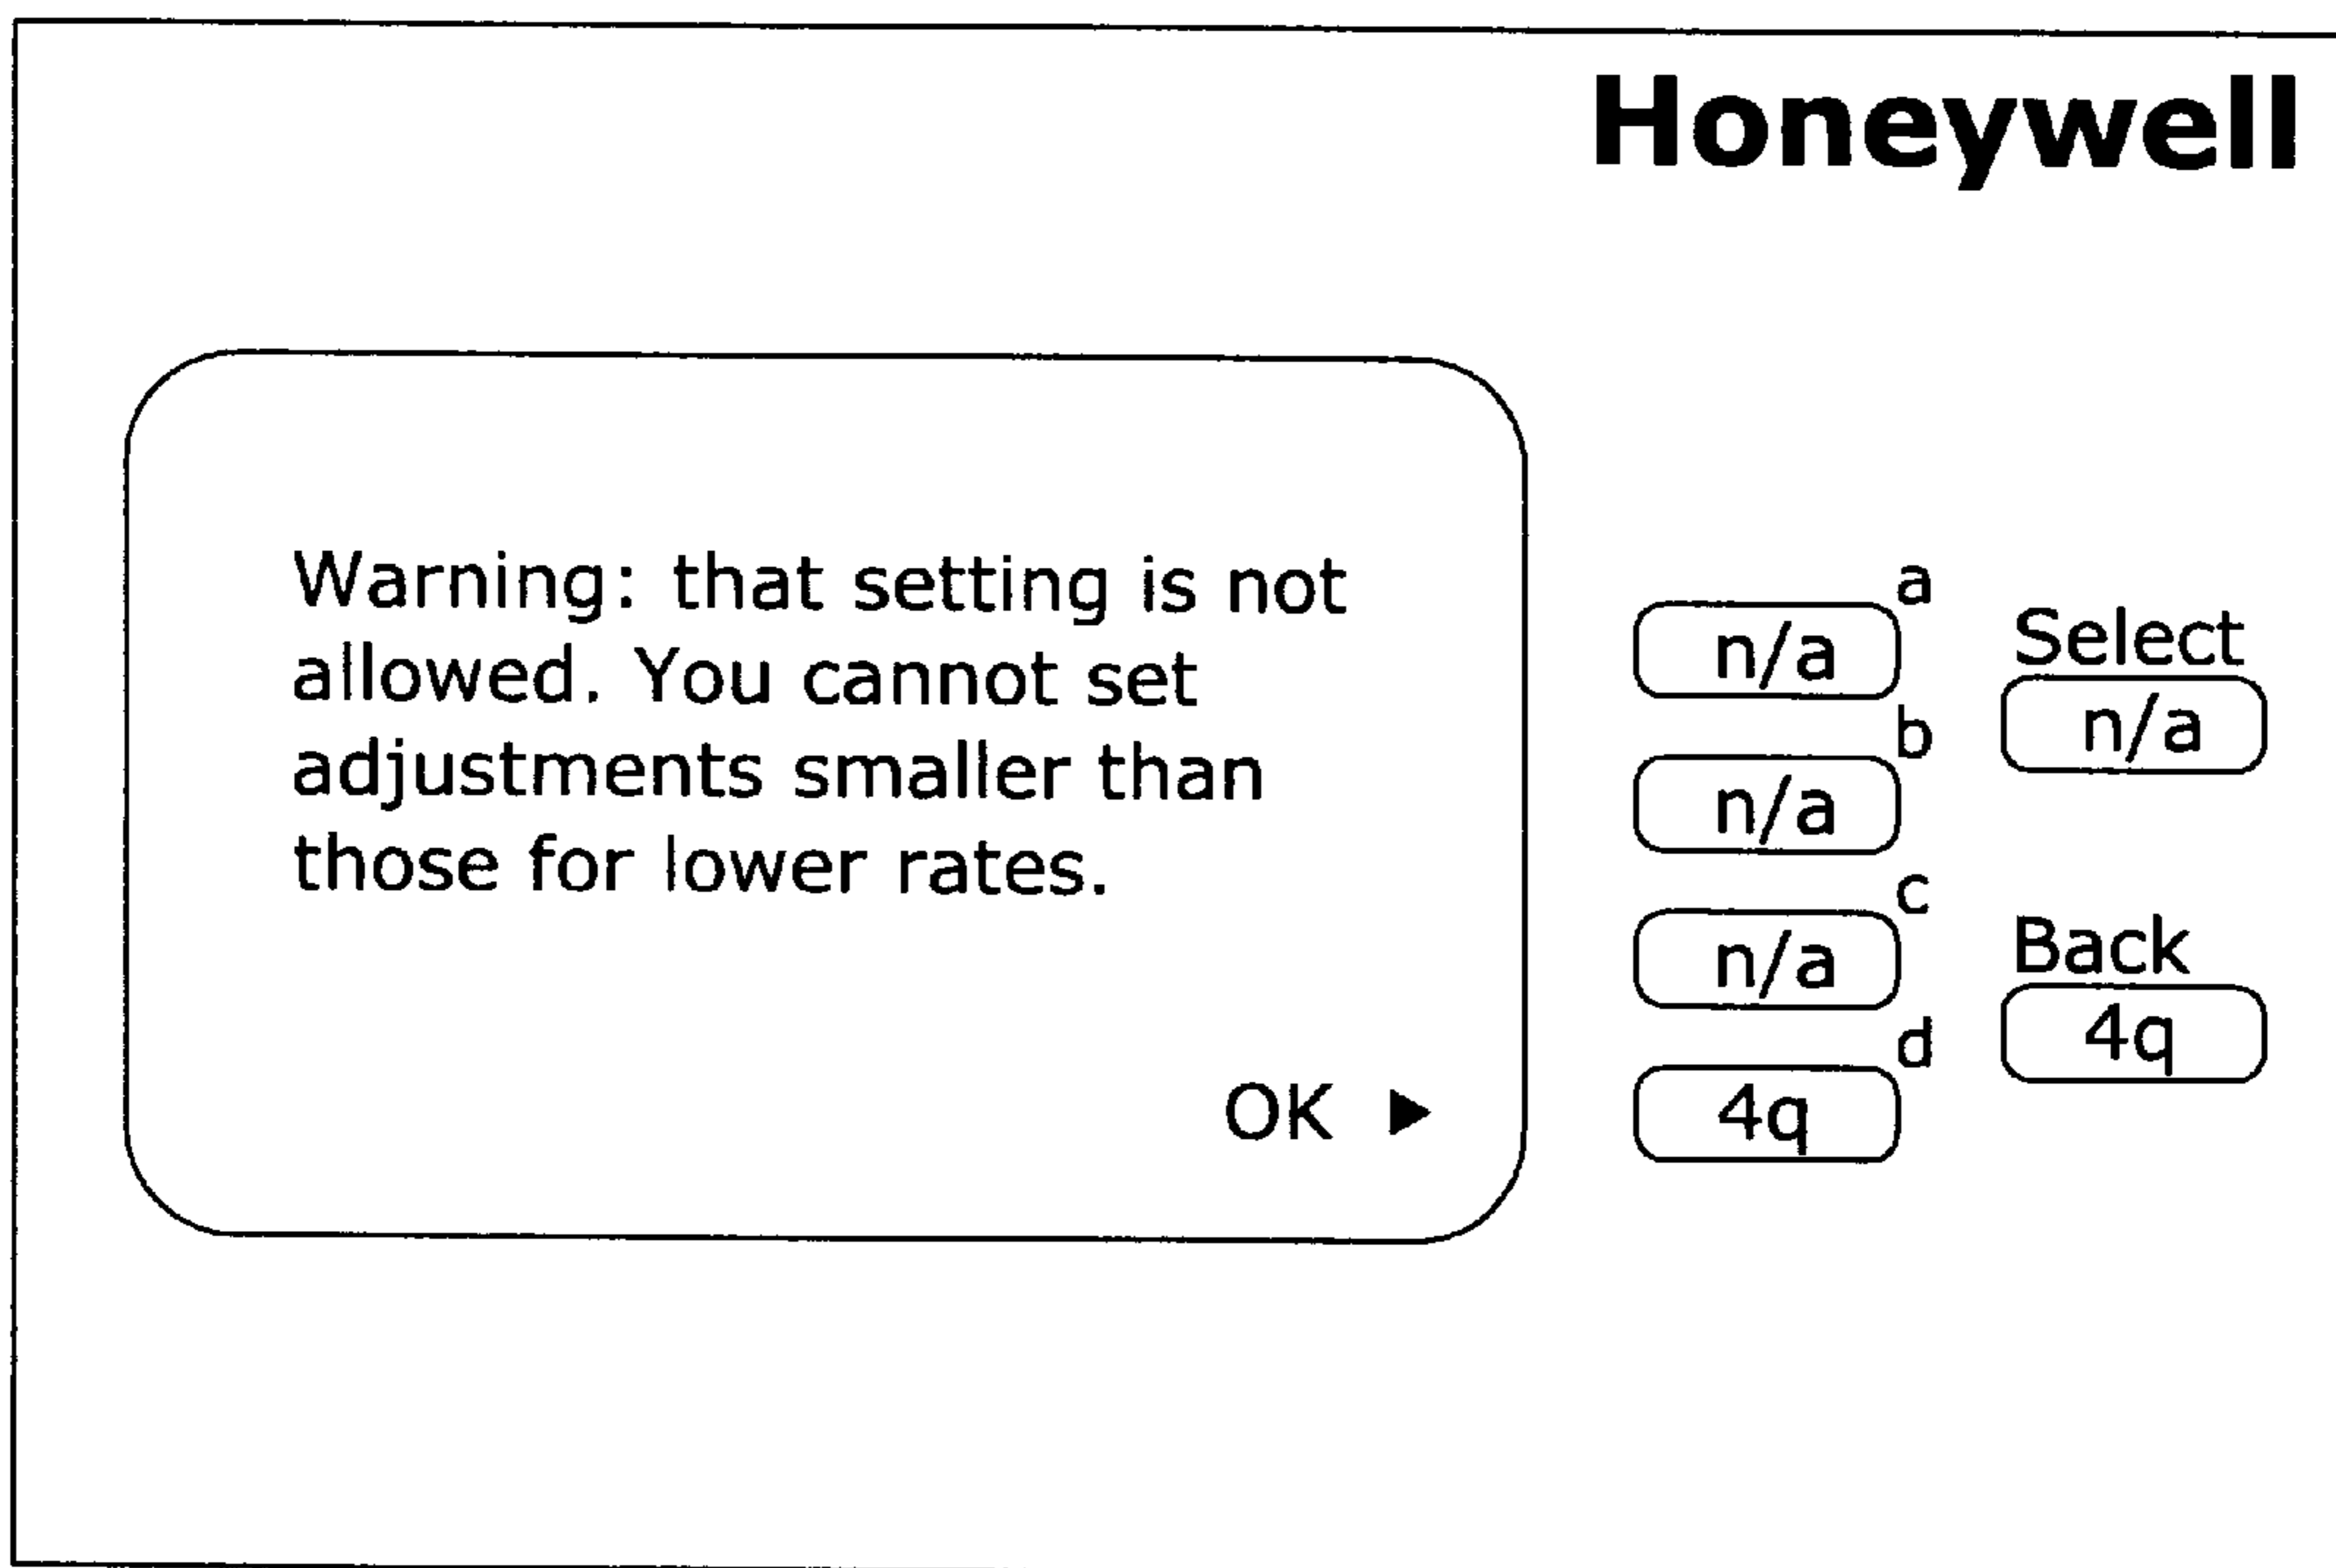 Honeywell
Warning: that setting is not
allowed. You cannot set
adjustments smaller than
those for lower rates.
OK ►
a
n/a
b
n/a
c
n/a
d
4q
Select
n/a
Back
4q